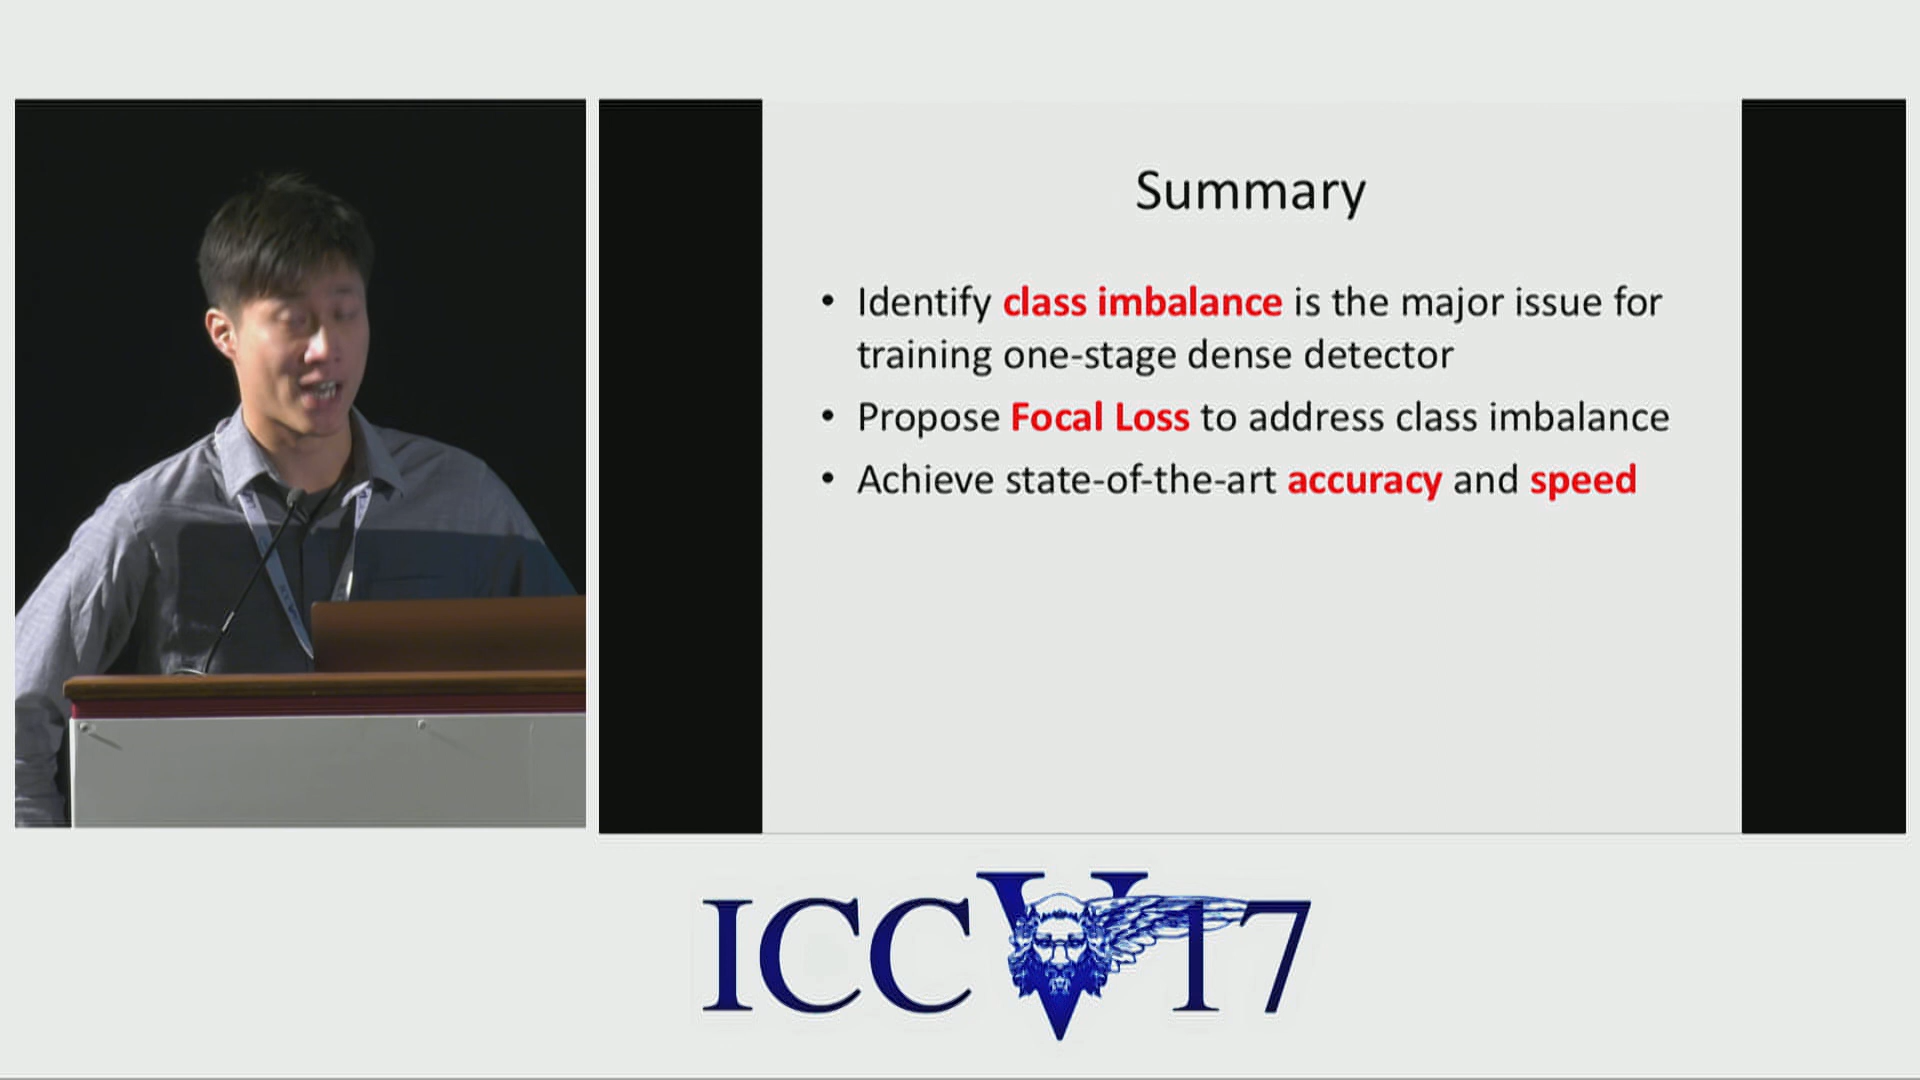 Summary
• Identify class imbalance is the major issue for
training one-stage dense detector
• Propose Focal Loss to address class imbalance
• Achieve state-of-the-art accuracy and speed
ICCV17